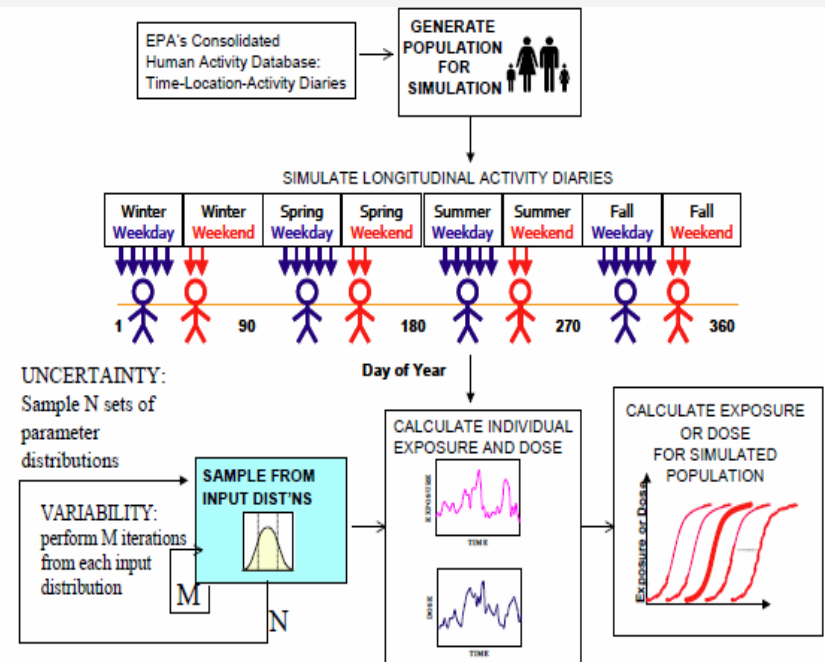 EPA's Consolidated
Human Activity Database:
Time-Location-Activity Diaries
GENERATE
POPULATION
FOR
SIMULATION
SIMULATE LONGITUDINAL ACTIVITY DIARIES
Winter
Weekday
Winter
Weekend
Spring
Weekday
Spring
Weekend
Summer
Weekday
Summer
Weekend
Fall
Weekday
Fall
Weekend
1
90
180
270
360
Day of Year
UNCERTAINTY:
Sample N sets of
parameter
distributions
VARIABILITY:
perform M iterations
from each input
distribution
M
N
SAMPLE FROM
INPUT DIST'NS
CALCULATE INDIVIDUAL
EXPOSURE AND DOSE
EXPOSURE
TIME
DOSE
TIME
CALCULATE EXPOSURE
OR DOSE
FOR SIMULATED
POPULATION
Exposure or Dose